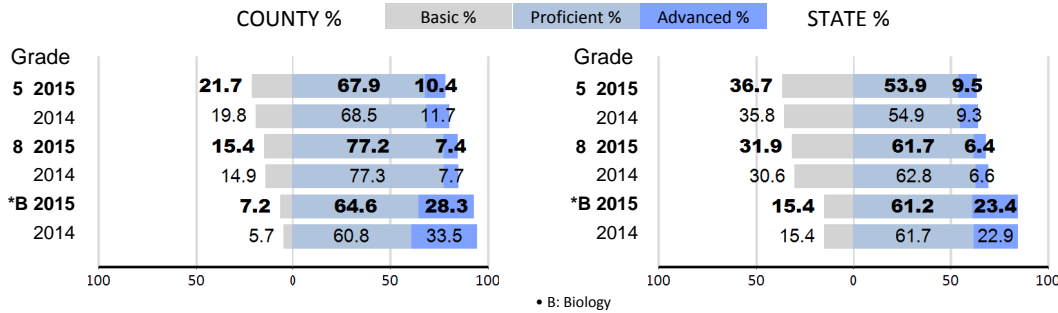 COUNTY % Basic % Proficient % Advanced % STATE %
Grade
5 2015 21.7 67.9 10.4
2014 19.8 68.5 11.7
8 2015 15.4 77.2 7.4
2014 14.9 77.3 7.7
*B 2015 7.2 64.6 28.3
2014 5.7 60.8 33.5
100 50 0 50 100
Grade
5 2015 36.7 53.9 9.5
2014 35.8 54.9 9.3
8 2015 31.9 61.7 6.4
2014 30.6 62.8 6.6
*B 2015 15.4 61.2 23.4
2014 15.4 61.7 22.9
100 50 0 50 100
• B: Biology